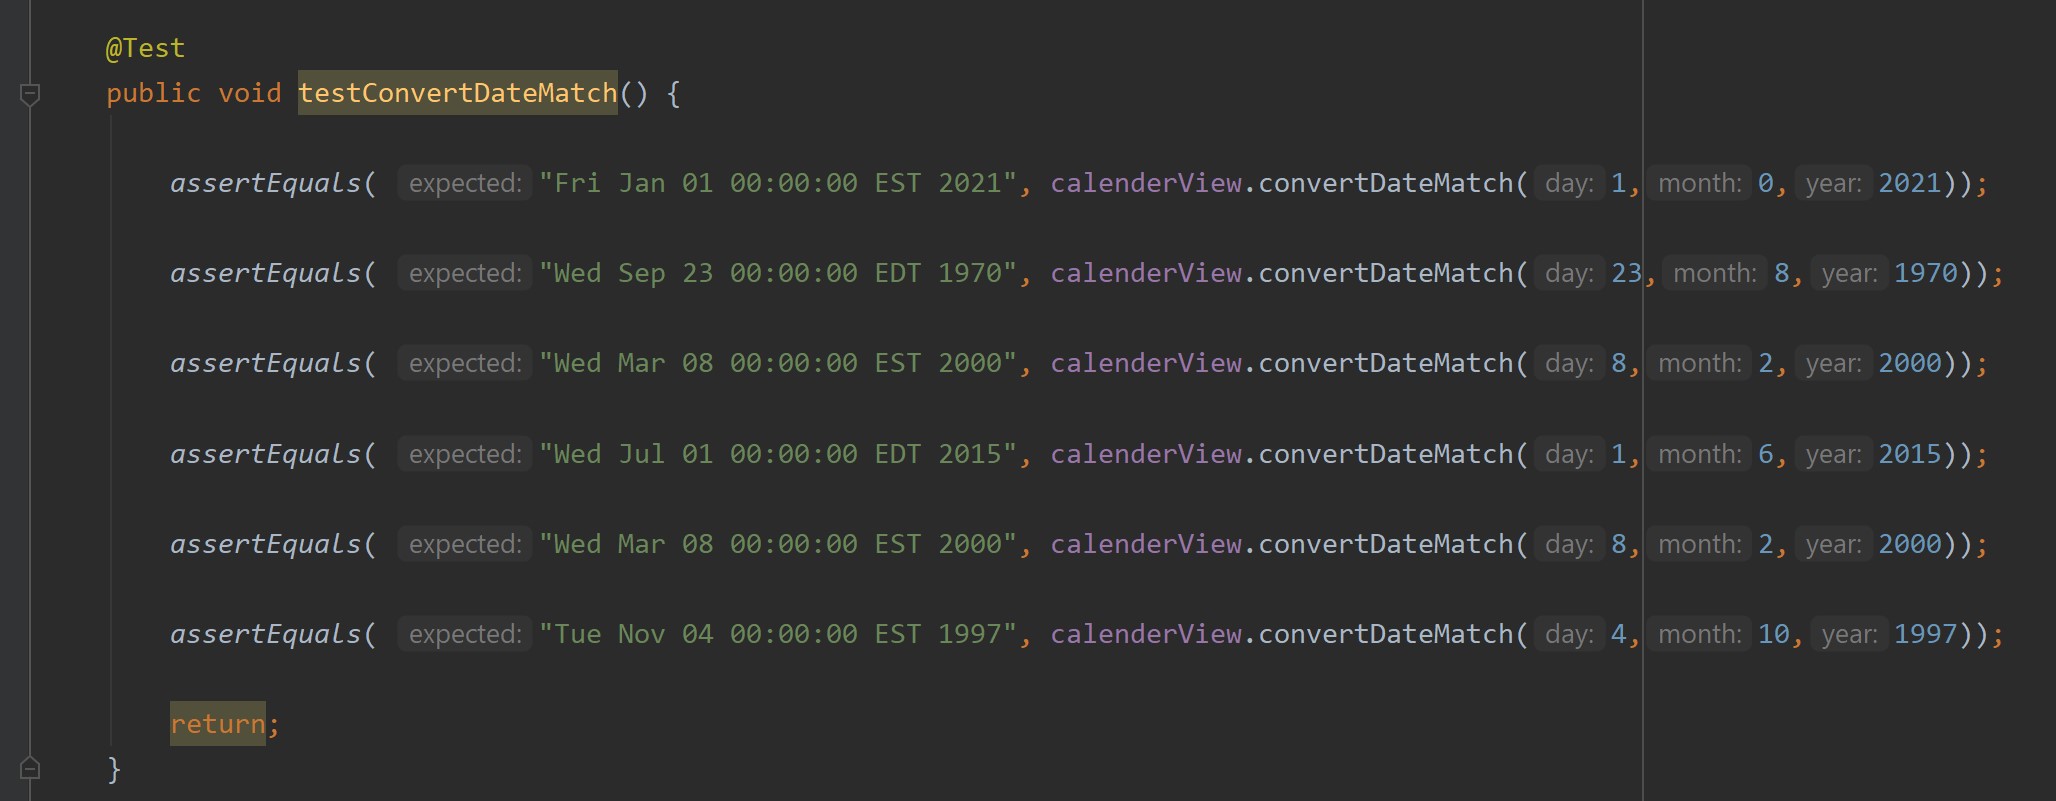 @Test
public void testConvertDateMatch() {
assertEquals( expected: "Fri Jan 01 00:00:00 EST 2021", calenderView.convertDateMatch( day: 1, month: 0, year: 2021));
assertEquals( expected: "Wed Sep 23 00:00:00 EDT 1970", calenderView.convertDateMatch( day: 23, month: 8, year: 1970));
assertEquals( expected: "Wed Mar 08 00:00:00 EST 2000", calenderView.convertDateMatch( day: 8, month: 2, year: 2000));
assertEquals( expected: "Wed Jul 01 00:00:00 EDT 2015", calenderView.convertDateMatch( day: 1, month: 6, year: 2015));
assertEquals( expected: "Wed Mar 08 00:00:00 EST 2000", calenderView.convertDateMatch( day: 8, month: 2, year: 2000));
assertEquals( expected: "Tue Nov 04 00:00:00 EST 1997", calenderView.convertDateMatch( day: 4, month: 10, year: 1997));
return;
}